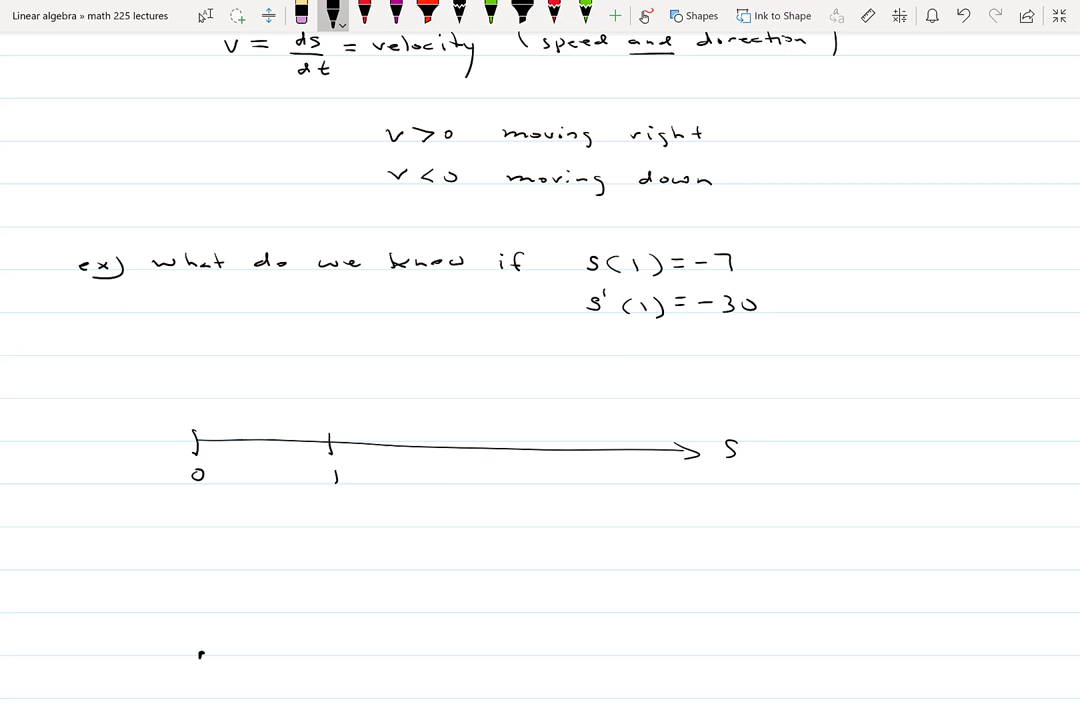 Linear algebra » math 225 lectures
Shapes
Ink to Shape
v = ds/dt = velocity ( speed and direction )
v > 0 moving right
v < 0 moving down
ex) what do we know if s(1) = -7
s'(1) = -30
S
0 1